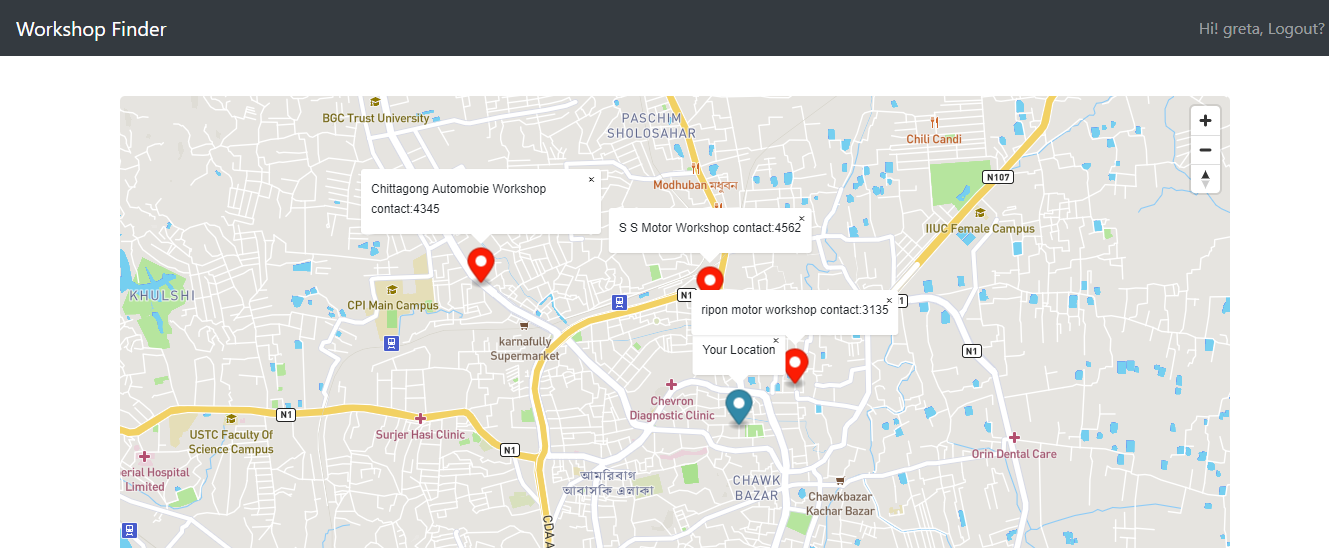 Workshop Finder
Hi! greta, Logout?
BGC Trust University
PASCHIM
SHOLOSAHAR
Chili Candi
N107
Modhuban মধুবন
Chittagong Automobie Workshop
contact:4345
×
S S Motor Workshop contact:4562
×
IIUC Female Campus
KHULSHI
CPI Main Campus
N1
ripon motor workshop contact:3135
×
1
karnafully
Supermarket
Your Location
×
N1
Chevron
Diagnostic Clinic
N1
USTC Faculty Of
Science Campus
Surjer Hasi Clinic
N1
Orin Dental Care
erial Hospital
Limited
আমিরবাগ
আবাসিক এলাকা
CHAWK
BAZAR
Chawkbazar
Kachar Bazar
CDA A